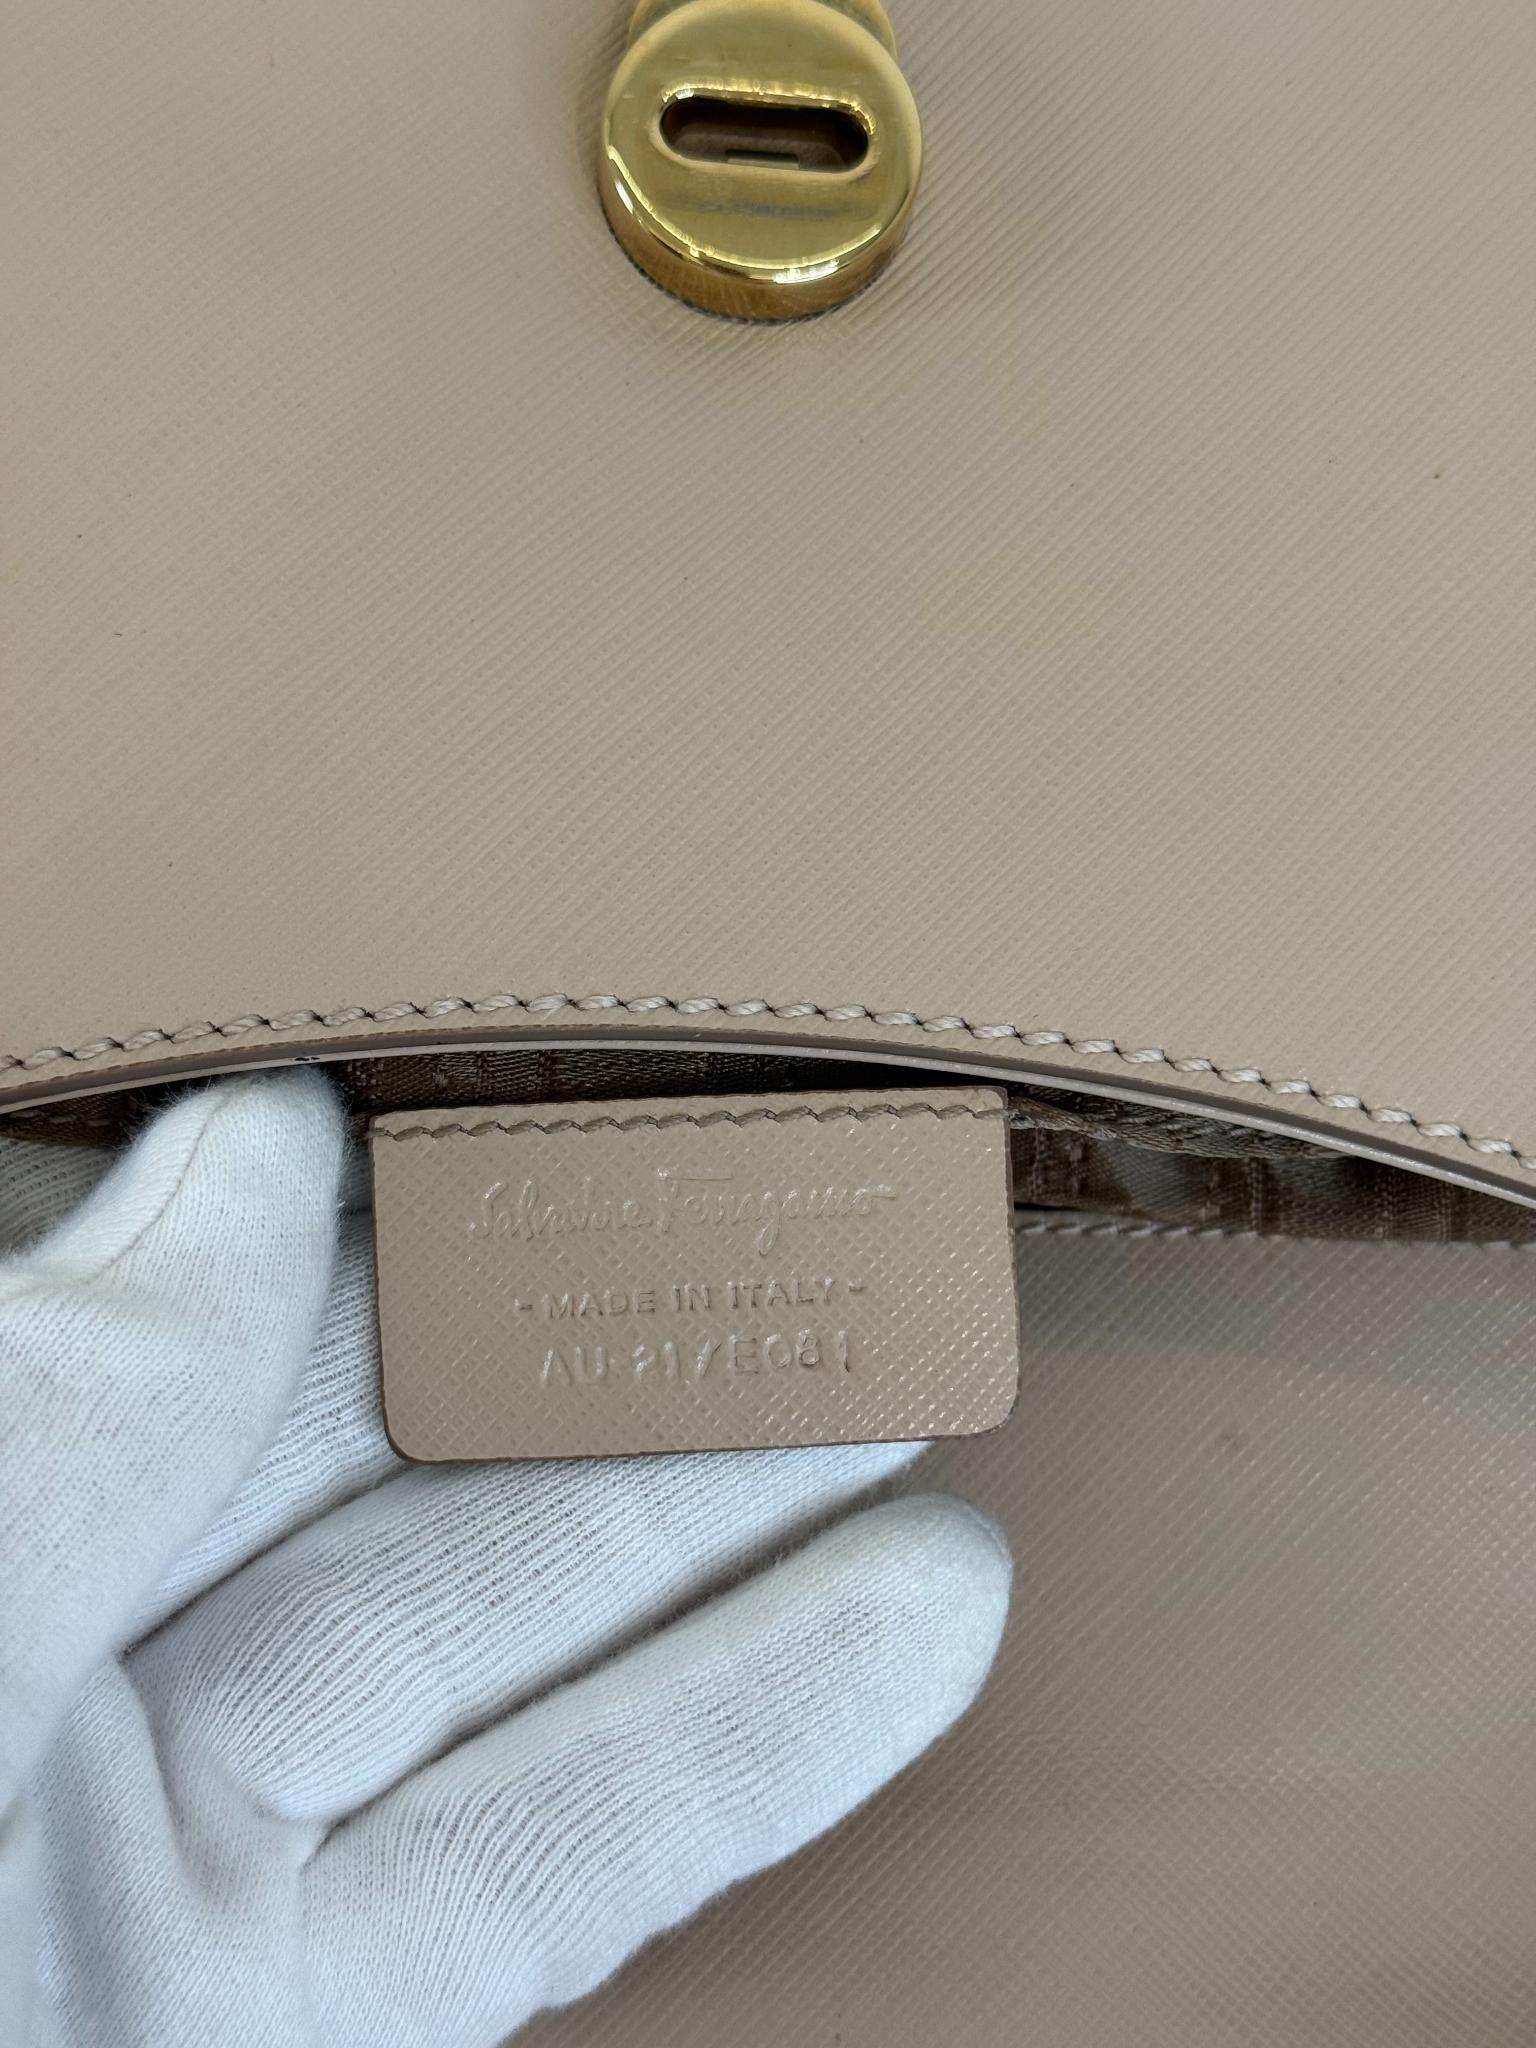 Salvatore Ferragamo
- MADE IN ITALY -
AU-21/E081